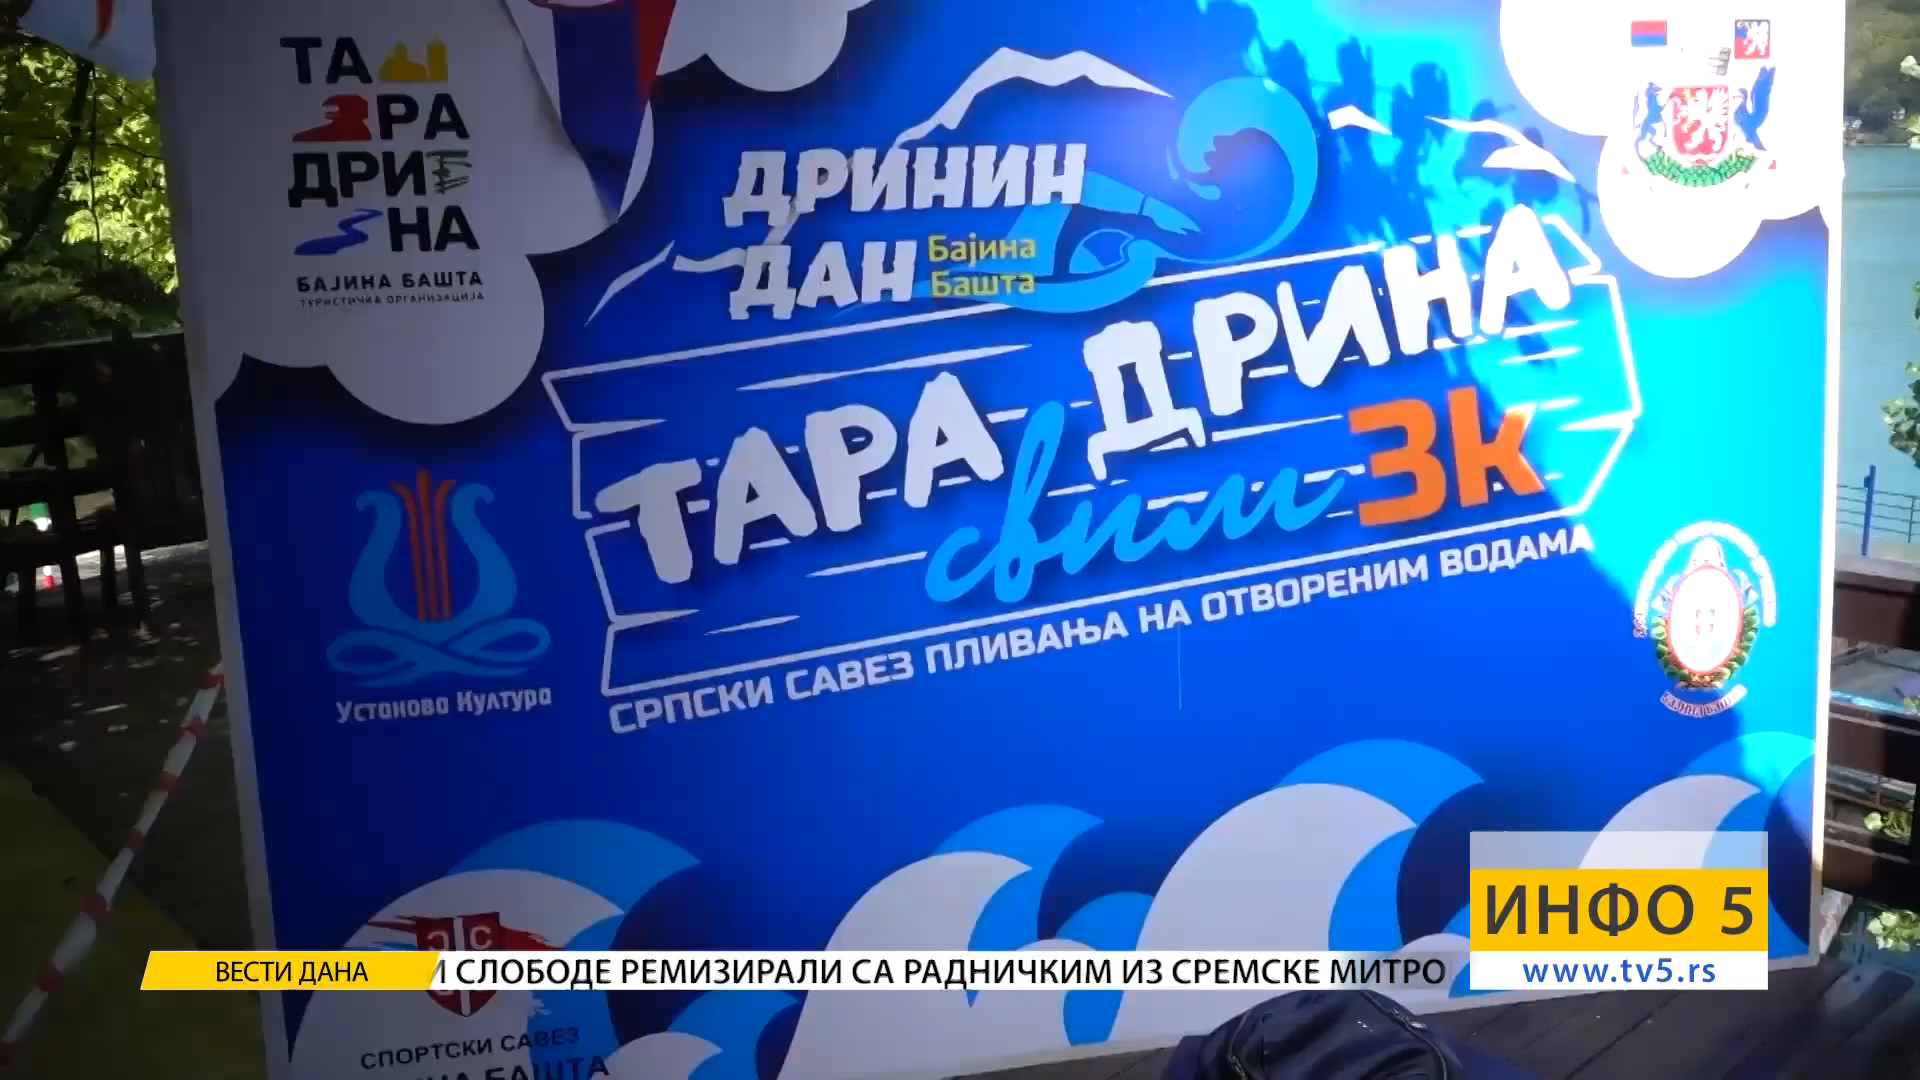 ТА
РА
ДРИ
НА
БАЈИНА БАШТА
ТУРИСТИЧКА ОРГАНИЗАЦИЈА
ДРИНИН
ДАН Бајина
Башта
ТАРА ДРИНА
свим 3k
СРПСКИ САВЕЗ ПЛИВАЊА НА ОТВОРЕНИМ ВОДАМА
Установа Култура
ИНФО 5
www.tv5.rs
ВЕСТИ ДАНА И СЛОБОДЕ РЕМИЗИРАЛИ СА РАДНИЧКИМ ИЗ СРЕМСКЕ МИТРО
СПОРТСКИ САВЕЗ
БАШТА